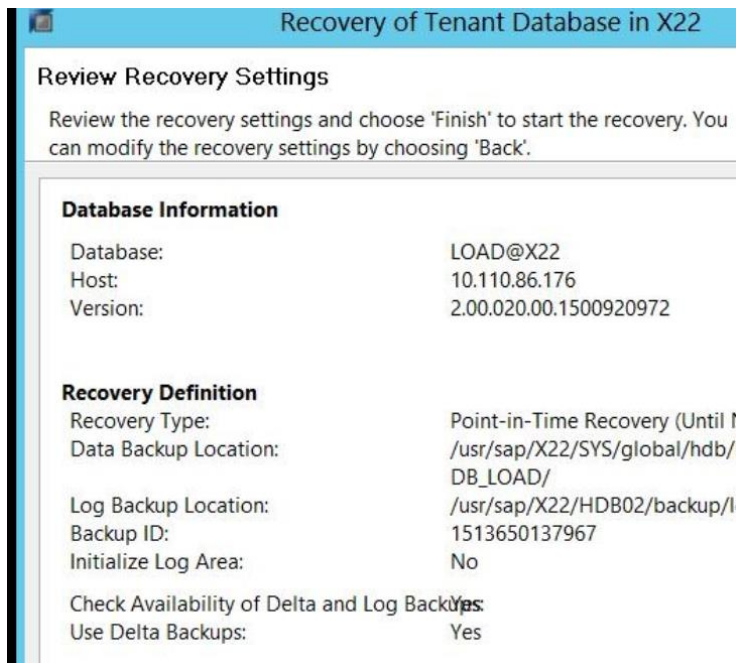 Recovery of Tenant Database in X22
Review Recovery Settings
Review the recovery settings and choose 'Finish' to start the recovery. You
can modify the recovery settings by choosing 'Back'.
Database Information
Database: LOAD@X22
Host: 10.110.86.176
Version: 2.00.020.00.1500920972
Recovery Definition
Recovery Type: Point-in-Time Recovery (Until
Data Backup Location: /usr/sap/X22/SYS/global/hdb/
DB_LOAD/
Log Backup Location: /usr/sap/X22/HDB02/backup/
Backup ID: 1513650137967
Initialize Log Area: No
Check Availability of Delta and Log Backups: Yes
Use Delta Backups: Yes